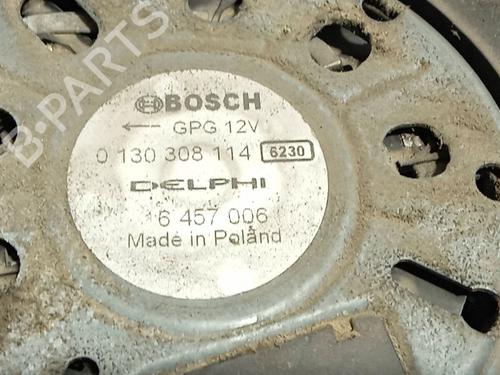 B-PARTS
BOSCH
← GPG 12V
0 130 308 114 6230
DELPHI
6 457 006
Made in Poland